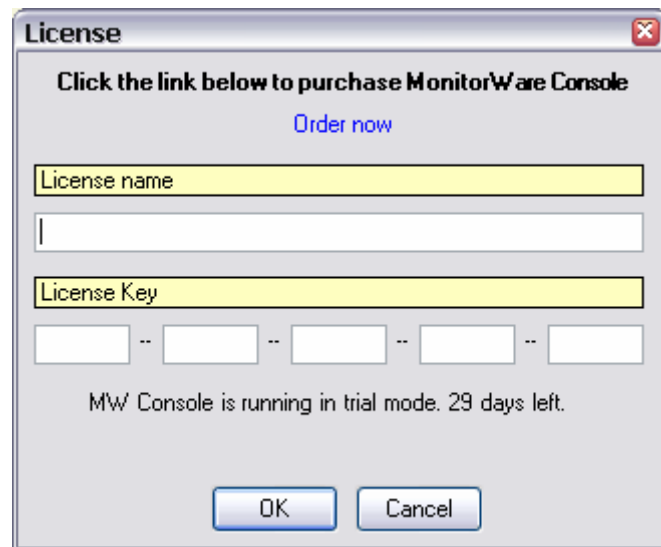 License
Click the link below to purchase MonitorWare Console
Order now
License name
License Key
-- -- -- --
MW Console is running in trial mode. 29 days left.
OK Cancel